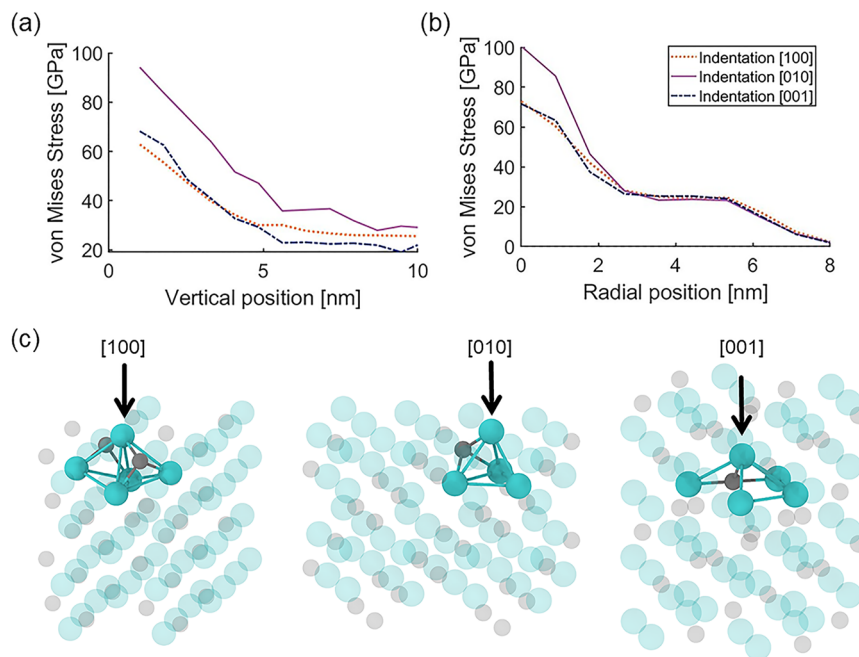 (a)
von Mises Stress [GPa]
100
80
60
40
20
0
5
10
Vertical position [nm]
(b)
von Mises Stress [GPa]
100
80
60
40
20
0
0
2
4
6
8
Radial position [nm]
Indentation [100]
Indentation [010]
Indentation [001]
(c)
[100]
[010]
[001]